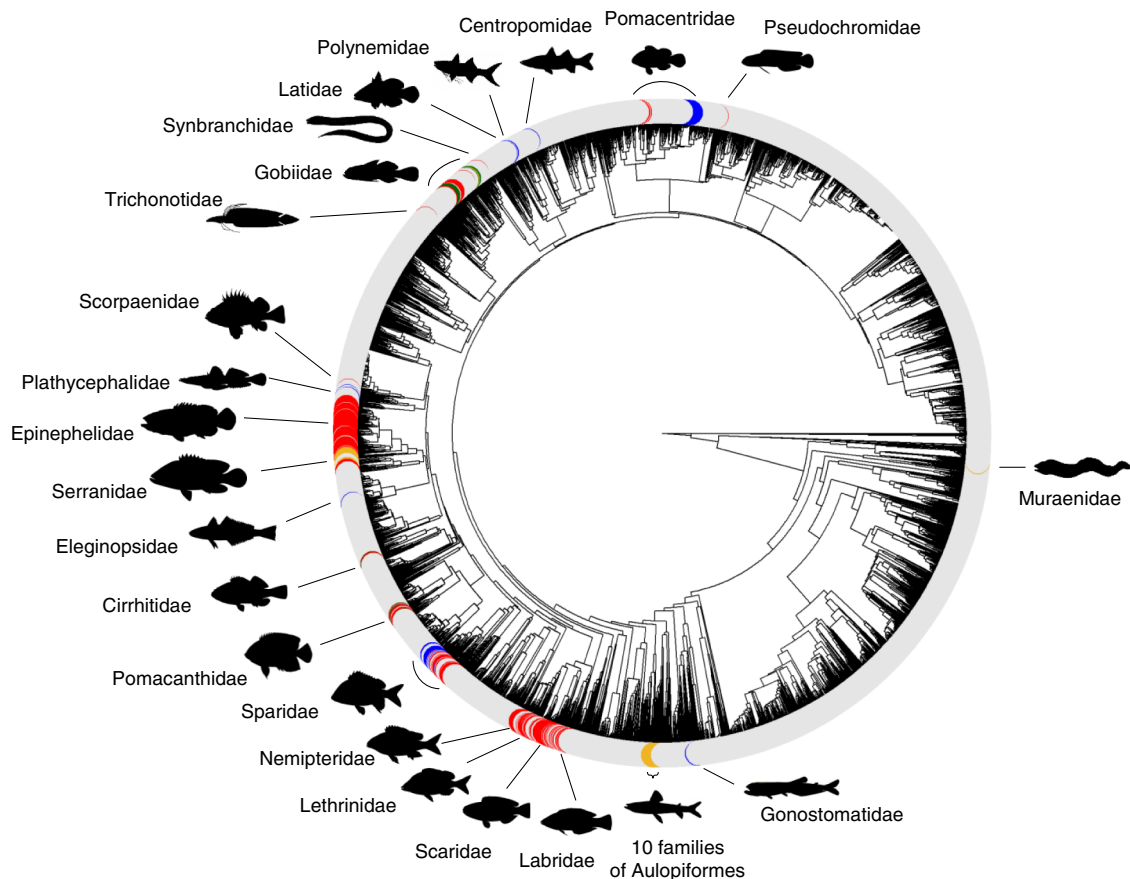 Centropomidae
Pomacentridae
Pseudochromidae
Polynemidae
Latidae
Synbranchidae
Gobiidae
Trichonotidae
Scorpaenidae
Plathycephalidae
Epinephelidae
Serranidae
Eleginopsidae
Cirrhitidae
Pomacanthidae
Sparidae
Nemipteridae
Lethrinidae
Scaridae
Labridae
10 families
of Aulopiformes
Gonostomatidae
Muraenidae